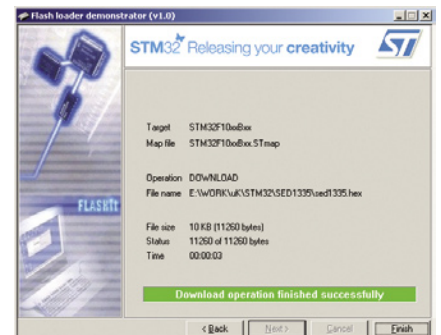 Flash loader demonstrator (v1.0)
STM32 Releasing your creativity
ST
Target STM32F10xxBxx
Map file STM32F10xxBxx.STmap
Operation DOWNLOAD
File name E:\WORK\uK\STM32\SED1335\sed1335.hex
FLASHIt
File size 10 KB (11260 bytes)
Status 11260 of 11260 bytes
Time 00:00:03
Download operation finished successfully
< Back Next > Cancel Finish